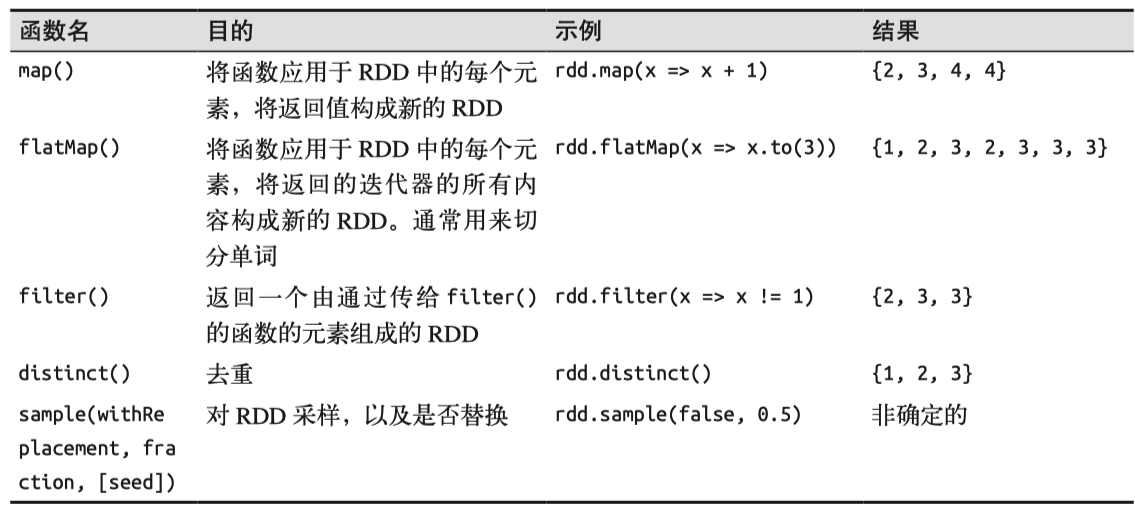 函数名 目的 示例 结果
map() 将函数应用于 RDD 中的每个元 rdd.map(x => x + 1) {2, 3, 4, 4}
素，将返回值构成新的 RDD
flatMap() 将函数应用于 RDD 中的每个元 rdd.flatMap(x => x.to(3)) {1, 2, 3, 2, 3, 3, 3}
素，将返回的迭代器的所有内
容构成新的 RDD。通常用来切
分单词
filter() 返回一个由通过传给 filter() rdd.filter(x => x != 1) {2, 3, 3}
的函数的元素组成的 RDD
distinct() 去重 rdd.distinct() {1, 2, 3}
sample(withRe 对 RDD 采样，以及是否替换 rdd.sample(false, 0.5) 非确定的
placement, fra
ction, [seed])